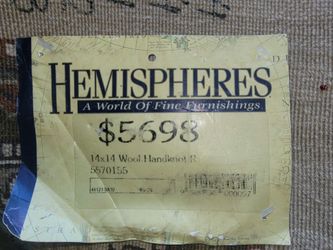 HEMISPHERES
A World Of Fine Furnishings
$5698
14x14 Wool Handknot R
5570155